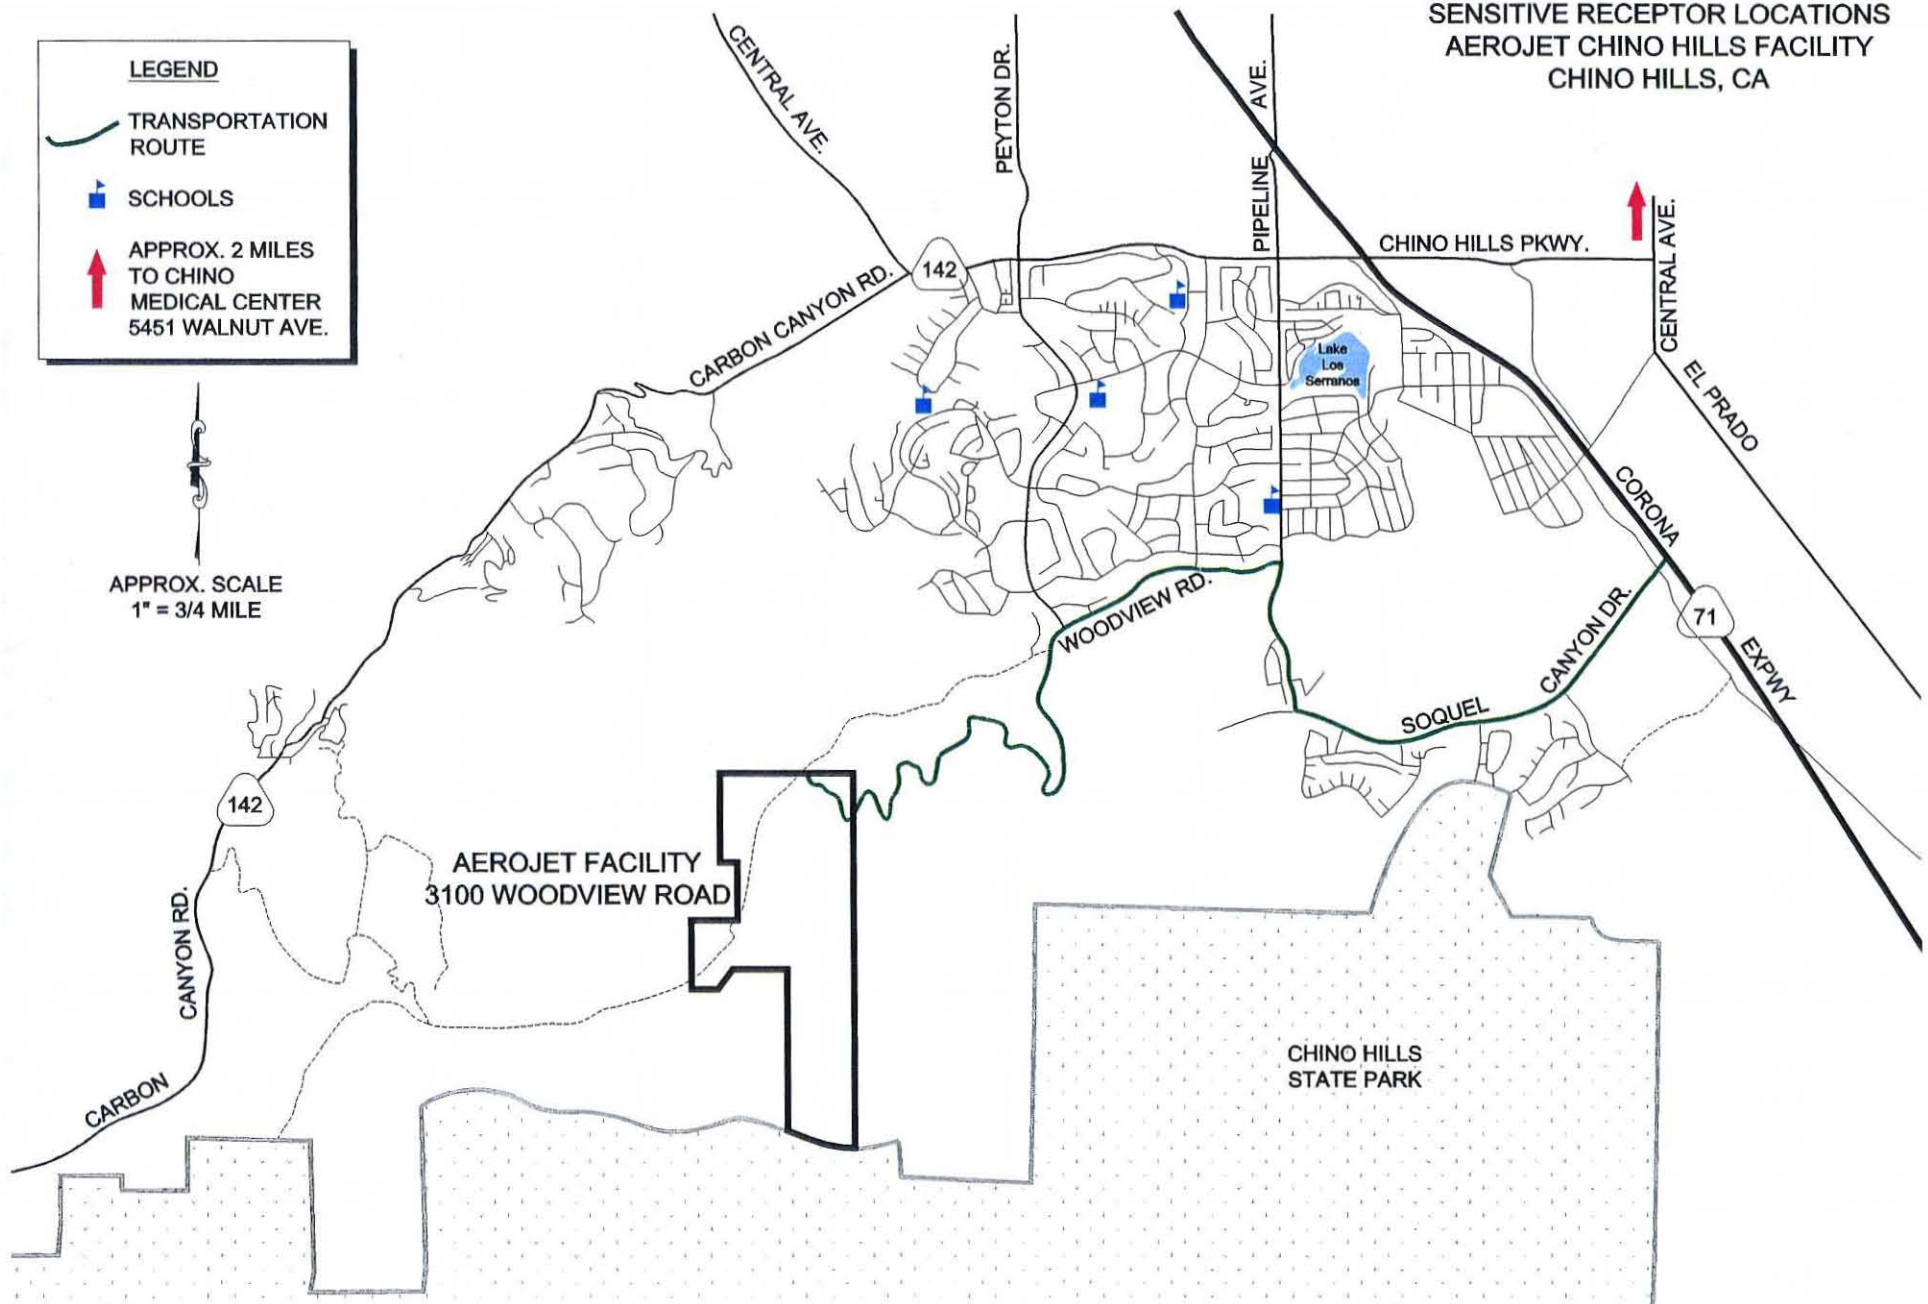 SENSITIVE RECEPTOR LOCATIONS
AEROJET CHINO HILLS FACILITY
CHINO HILLS, CA
LEGEND
TRANSPORTATION
ROUTE
SCHOOLS
APPROX. 2 MILES
TO CHINO
MEDICAL CENTER
5451 WALNUT AVE.
APPROX. SCALE
1" = 3/4 MILE
CENTRAL AVE.
PEYTON DR.
PIPELINE AVE.
CHINO HILLS PKWY.
CENTRAL AVE.
142
CARBON CANYON RD.
Lake
Los
Serranos
EL PRADO
CORONA
71
EXPWY
WOODVIEW RD.
SOQUEL
CANYON DR.
142
AEROJET FACILITY
3100 WOODVIEW ROAD
CANYON RD.
CARBON
CHINO HILLS
STATE PARK